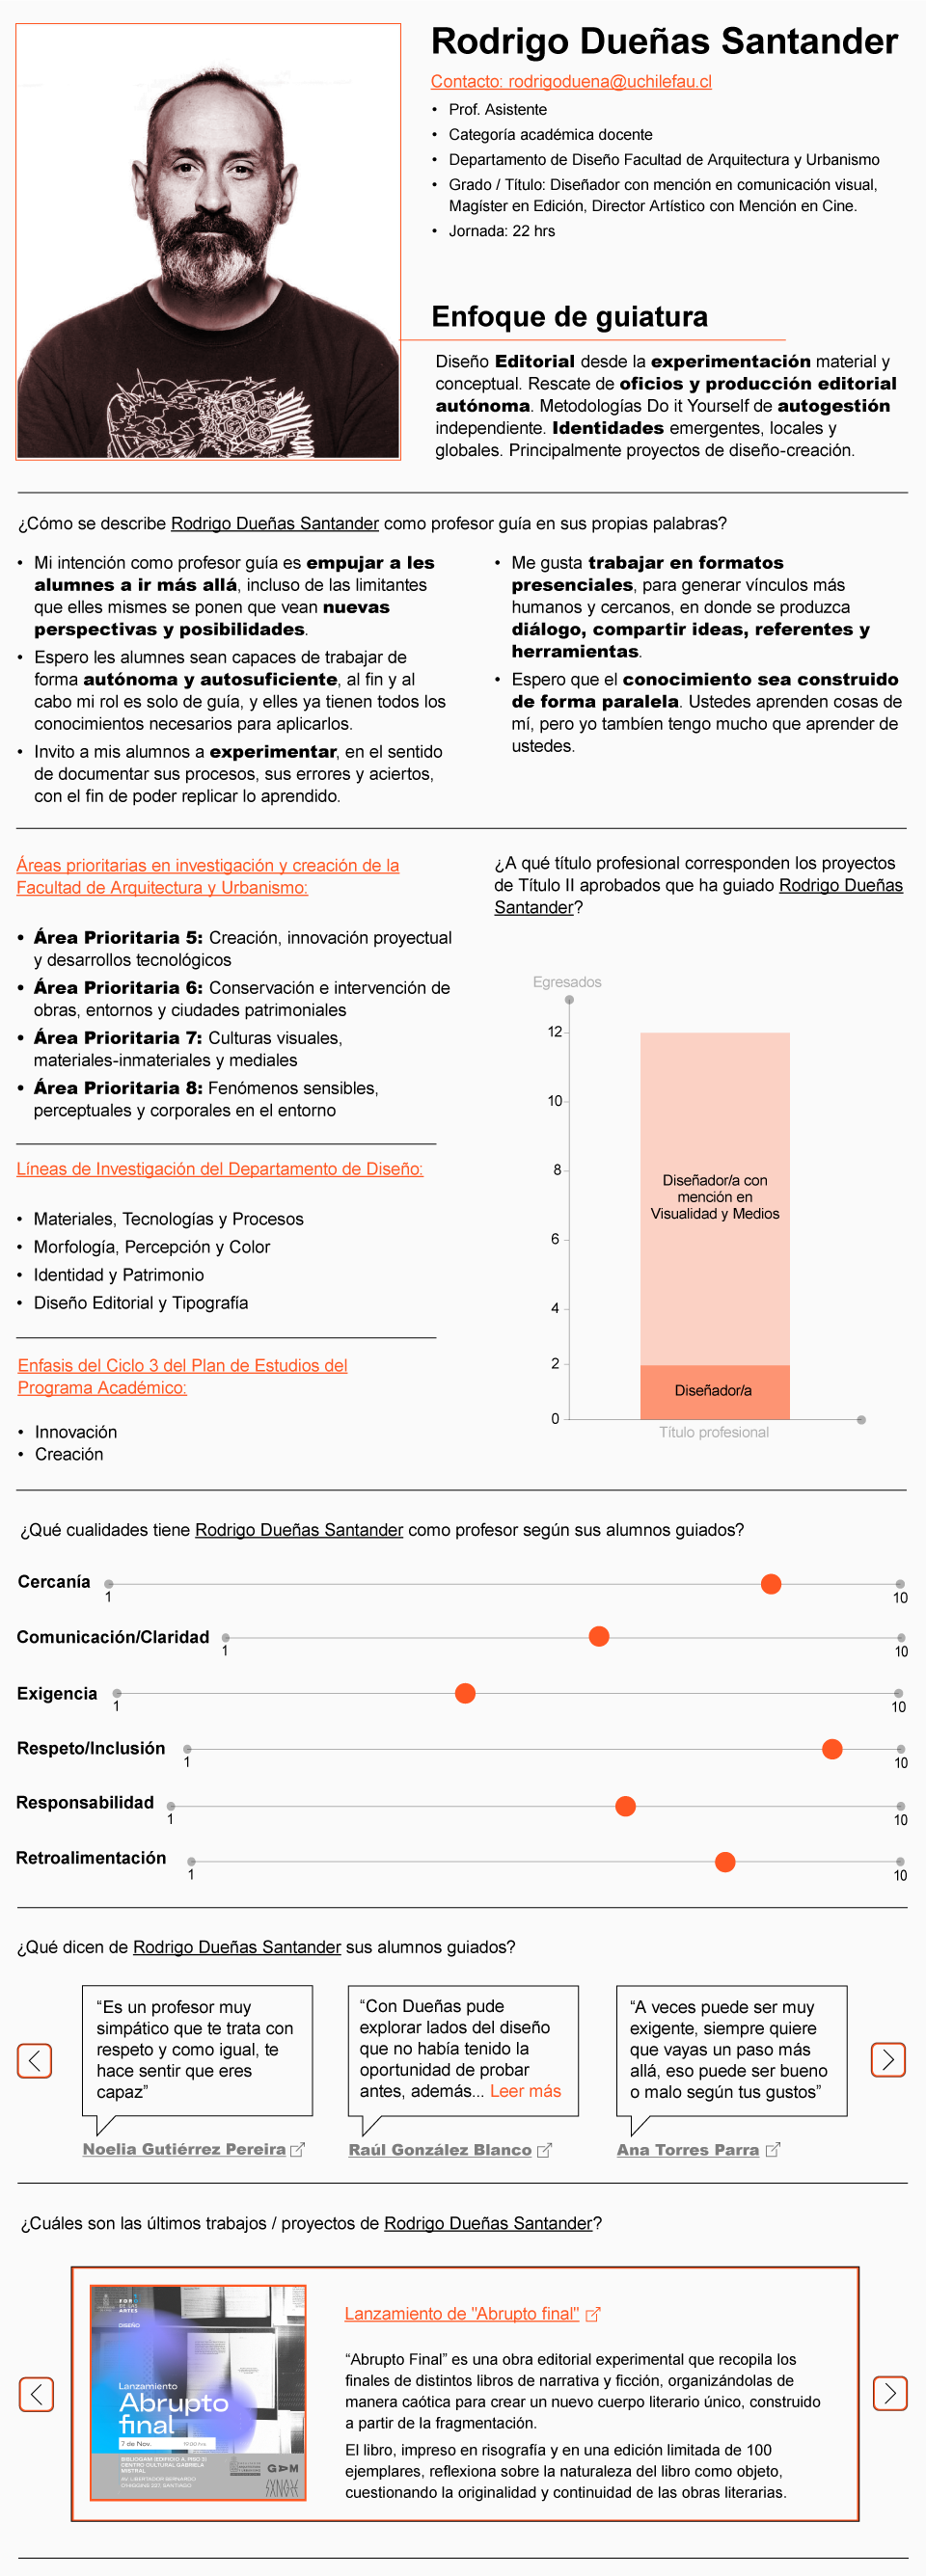 Rodrigo Dueñas Santander
Contacto: rodrigoduena@uchilefau.cl
• Prof. Asistente
• Categoría académica docente
• Departamento de Diseño Facultad de Arquitectura y Urbanismo
• Grado / Título: Diseñador con mención en comunicación visual,
Magíster en Edición, Director Artístico con Mención en Cine.
• Jornada: 22 hrs
Enfoque de guiatura
Diseño Editorial desde la experimentación material y
conceptual. Rescate de oficios y producción editorial
autónoma. Metodologías Do it Yourself de autogestión
independiente. Identidades emergentes, locales y
globales. Principalmente proyectos de diseño-creación.
¿Cómo se describe Rodrigo Dueñas Santander como profesor guía en sus propias palabras?
• Mi intención como profesor guía es empujar a les
alumnes a ir más allá, incluso de las limitantes
que elles mismes se ponen que vean nuevas
perspectivas y posibilidades.
• Espero les alumnes sean capaces de trabajar de
forma autónoma y autosuficiente, al fin y al
cabo mi rol es solo de guía, y elles ya tienen todos los
conocimientos necesarios para aplicarlos.
• Invito a mis alumnos a experimentar, en el sentido
de documentar sus procesos, sus errores y aciertos,
con el fin de poder replicar lo aprendido.
• Me gusta trabajar en formatos
presenciales, para generar vínculos más
humanos y cercanos, en donde se produzca
diálogo, compartir ideas, referentes y
herramientas.
• Espero que el conocimiento sea construido
de forma paralela. Ustedes aprenden cosas de
mí, pero yo tambíen tengo mucho que aprender de
ustedes.
Áreas prioritarias en investigación y creación de la
Facultad de Arquitectura y Urbanismo:
• Área Prioritaria 5: Creación, innovación proyectual
y desarrollos tecnológicos
• Área Prioritaria 6: Conservación e intervención de
obras, entornos y ciudades patrimoniales
• Área Prioritaria 7: Culturas visuales,
materiales-inmateriales y mediales
• Área Prioritaria 8: Fenómenos sensibles,
perceptuales y corporales en el entorno
Líneas de Investigación del Departamento de Diseño:
• Materiales, Tecnologías y Procesos
• Morfología, Percepción y Color
• Identidad y Patrimonio
• Diseño Editorial y Tipografía
Enfasis del Ciclo 3 del Plan de Estudios del
Programa Académico:
• Innovación
• Creación
¿A qué título profesional corresponden los proyectos
de Título II aprobados que ha guiado Rodrigo Dueñas
Santander?
Egresados
12
10
8
6
4
2
0
Diseñador/a con
mención en
Visualidad y Medios
Diseñador/a
Título profesional
¿Qué cualidades tiene Rodrigo Dueñas Santander como profesor según sus alumnos guiados?
Cercanía
1 10
Comunicación/Claridad
1 10
Exigencia
1 10
Respeto/Inclusión
1 10
Responsabilidad
1 10
Retroalimentación
1 10
¿Qué dicen de Rodrigo Dueñas Santander sus alumnos guiados?
“Es un profesor muy
simpático que te trata con
respeto y como igual, te
hace sentir que eres
capaz”
Noelia Gutiérrez Pereira
“Con Dueñas pude
explorar lados del diseño
que no había tenido la
oportunidad de probar
antes, además... Leer más
Raúl González Blanco
“A veces puede ser muy
exigente, siempre quiere
que vayas un paso más
allá, eso puede ser bueno
o malo según tus gustos”
Ana Torres Parra
¿Cuáles son las últimos trabajos / proyectos de Rodrigo Dueñas Santander?
FORO
DE LAS
ARTES
DISEÑO
Lanzamiento
Abrupto
final
7 de Nov. 19:00 hrs
BIBLIOGAM (EDIFICIO A, PISO 2)
CENTRO CULTURAL GABRIELA
MISTRAL
AV. LIBERTADOR BERNARDO
O'HIGGINS 227, SANTIAGO
GAM
Lanzamiento de "Abrupto final"
“Abrupto Final” es una obra editorial experimental que recopila los
finales de distintos libros de narrativa y ficción, organizándolas de
manera caótica para crear un nuevo cuerpo literario único, construido
a partir de la fragmentación.
El libro, impreso en risografía y en una edición limitada de 100
ejemplares, reflexiona sobre la naturaleza del libro como objeto,
cuestionando la originalidad y continuidad de las obras literarias.